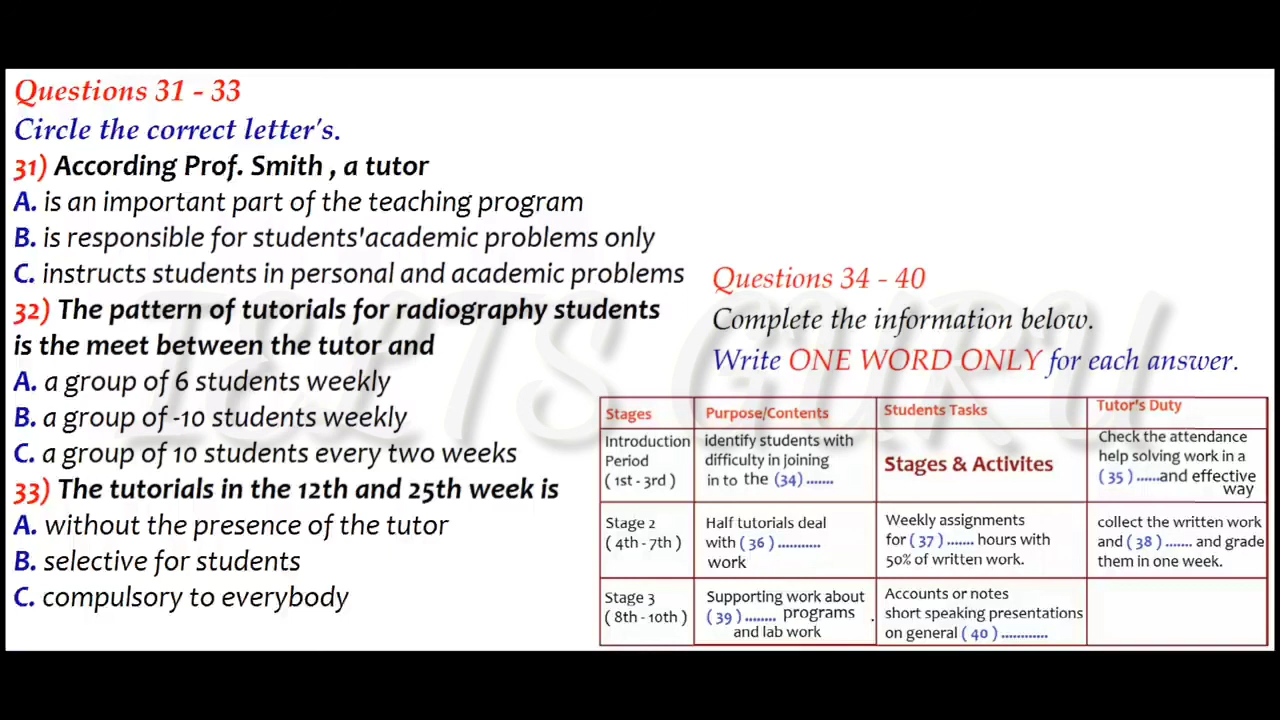 Questions 31 - 33
Circle the correct letter's.
31) According Prof. Smith , a tutor
A. is an important part of the teaching program
B. is responsible for students'academic problems only
C. instructs students in personal and academic problems
32) The pattern of tutorials for radiography students
is the meet between the tutor and
A. a group of 6 students weekly
B. a group of -10 students weekly
C. a group of 10 students every two weeks
33) The tutorials in the 12th and 25th week is
A. without the presence of the tutor
B. selective for students
C. compulsory to everybody
Questions 34 - 40
Complete the information below.
Write ONE WORD ONLY for each answer.
Stages
Purpose/Contents
Students Tasks
Tutor's Duty
Introduction
Period
( 1st - 3rd )
identify students with
difficulty in joining
in to the (34) .......
Stages & Activites
Check the attendance
help solving work in a
( 35 ) ......and effective
way
Stage 2
( 4th - 7th )
Half tutorials deal
with ( 36 ) ...........
work
Weekly assignments
for ( 37 ) ....... hours with
50% of written work.
collect the written work
and ( 38 ) ....... and grade
them in one week.
Stage 3
( 8th - 10th )
Supporting work about
( 39 ) ........ programs .
and lab work
Accounts or notes
short speaking presentations
on general ( 40 ) ............
IELTS GURU